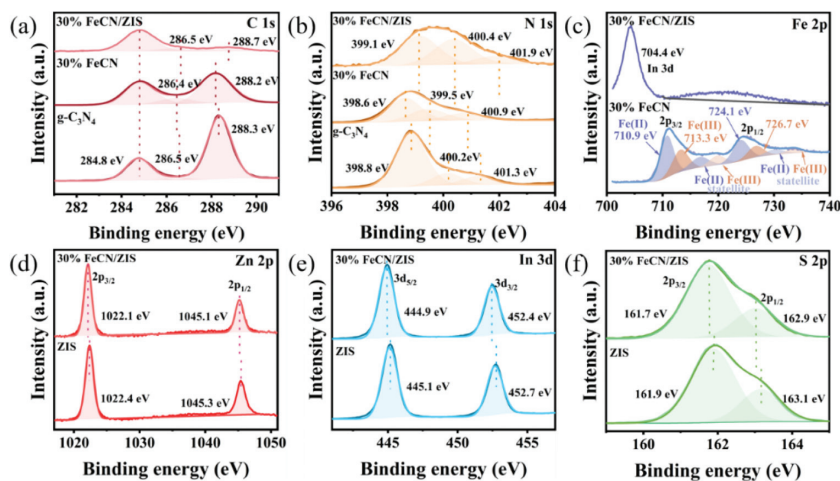 (a)
C 1s
30% FeCN/ZIS
286.5 eV
288.7 eV
30% FeCN
286.4 eV
288.2 eV
g-C₃N₄
288.3 eV
284.8 eV
286.5 eV
Intensity (a.u.)
282 284 286 288 290
Binding energy (eV)
(b)
N 1s
30% FeCN/ZIS
399.1 eV
400.4 eV
401.9 eV
30% FeCN
398.6 eV
399.5 eV
400.9 eV
g-C₃N₄
398.8 eV
400.2 eV
401.3 eV
Intensity (a.u.)
396 398 400 402 404
Binding energy (eV)
(c)
Fe 2p
30% FeCN/ZIS
704.4 eV
In 3d
30% FeCN
2p3/2
724.1 eV
2p1/2
Fe(II)
710.9 eV
Fe(III)
713.3 eV
726.7 eV
Fe(II)
Fe(III)
statellite
Fe(II)
Fe(III)
statellite
Intensity (a.u.)
700 710 720 730 740
Binding energy (eV)
(d)
Zn 2p
30% FeCN/ZIS
2p3/2
2p1/2
1022.1 eV
1045.1 eV
ZIS
1022.4 eV
1045.3 eV
Intensity (a.u.)
1020 1030 1040 1050
Binding energy (eV)
(e)
In 3d
30% FeCN/ZIS
3d5/2
3d3/2
444.9 eV
452.4 eV
ZIS
445.1 eV
452.7 eV
Intensity (a.u.)
445 450 455
Binding energy (eV)
(f)
S 2p
30% FeCN/ZIS
2p3/2
2p1/2
161.7 eV
162.9 eV
ZIS
161.9 eV
163.1 eV
Intensity (a.u.)
160 162 164
Binding energy (eV)